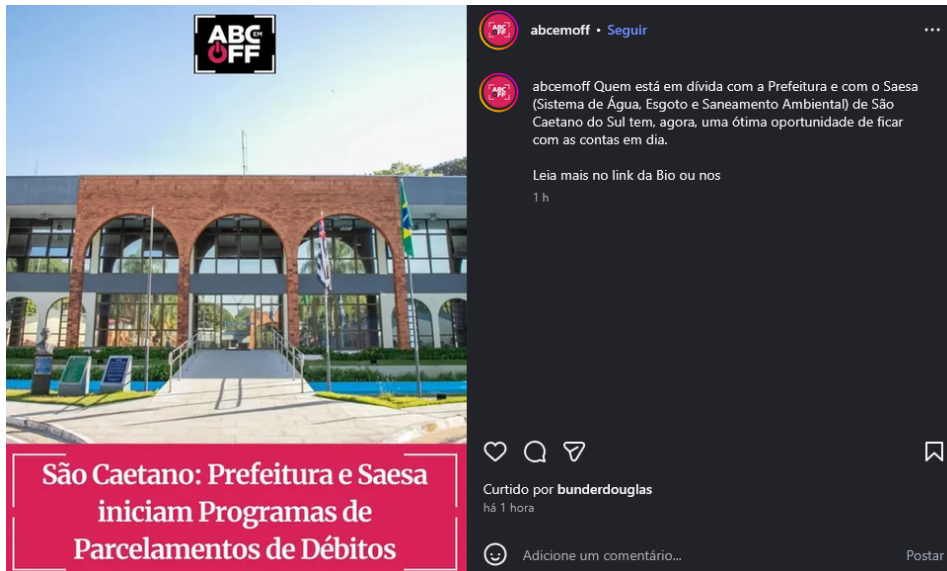 ABC EM
OFF
São Caetano: Prefeitura e Saesa
iniciam Programas de
Parcelamentos de Débitos
abcemoff • Seguir
abcemoff Quem está em dívida com a Prefeitura e com o Saesa
(Sistema de Água, Esgoto e Saneamento Ambiental) de São
Caetano do Sul tem, agora, uma ótima oportunidade de ficar
com as contas em dia.
Leia mais no link da Bio ou nos
1 h
Curtido por bunderdouglas
há 1 hora
Adicione um comentário...
Postar